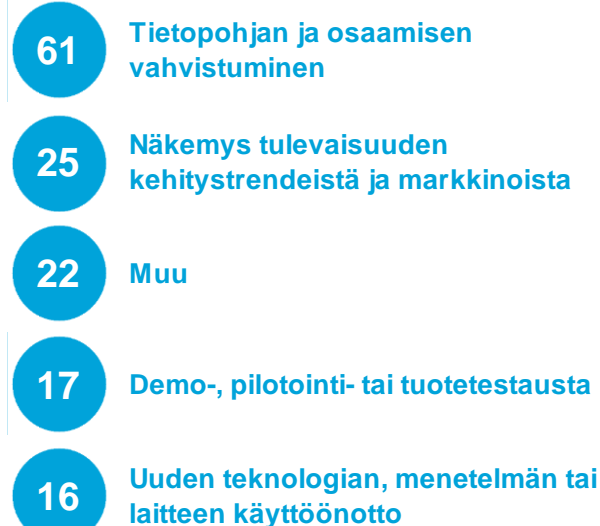 61
Tietopohjan ja osaamisen
vahvistuminen
25
Näkemys tulevaisuuden
kehitystrendeistä ja markkinoista
22
Muu
17
Demo-, pilotointi- tai tuotetestausta
16
Uuden teknologian, menetelmän tai
laitteen käyttöönotto